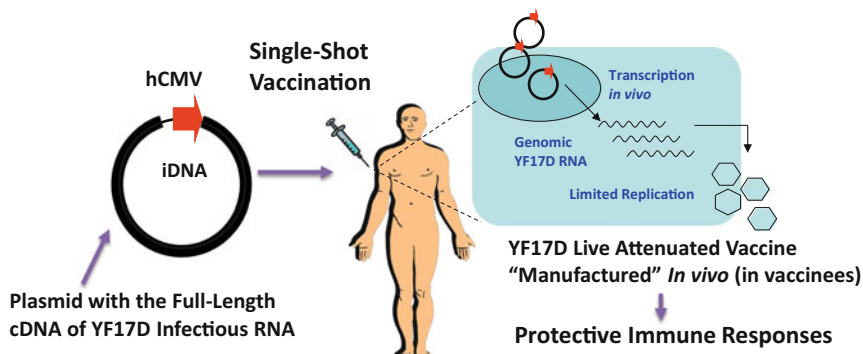 hCMV
iDNA
Plasmid with the Full-Length
cDNA of YF17D Infectious RNA
Single-Shot
Vaccination
Transcription
in vivo
Genomic
YF17D RNA
Limited Replication
YF17D Live Attenuated Vaccine
“Manufactured” In vivo (in vaccinees)
Protective Immune Responses